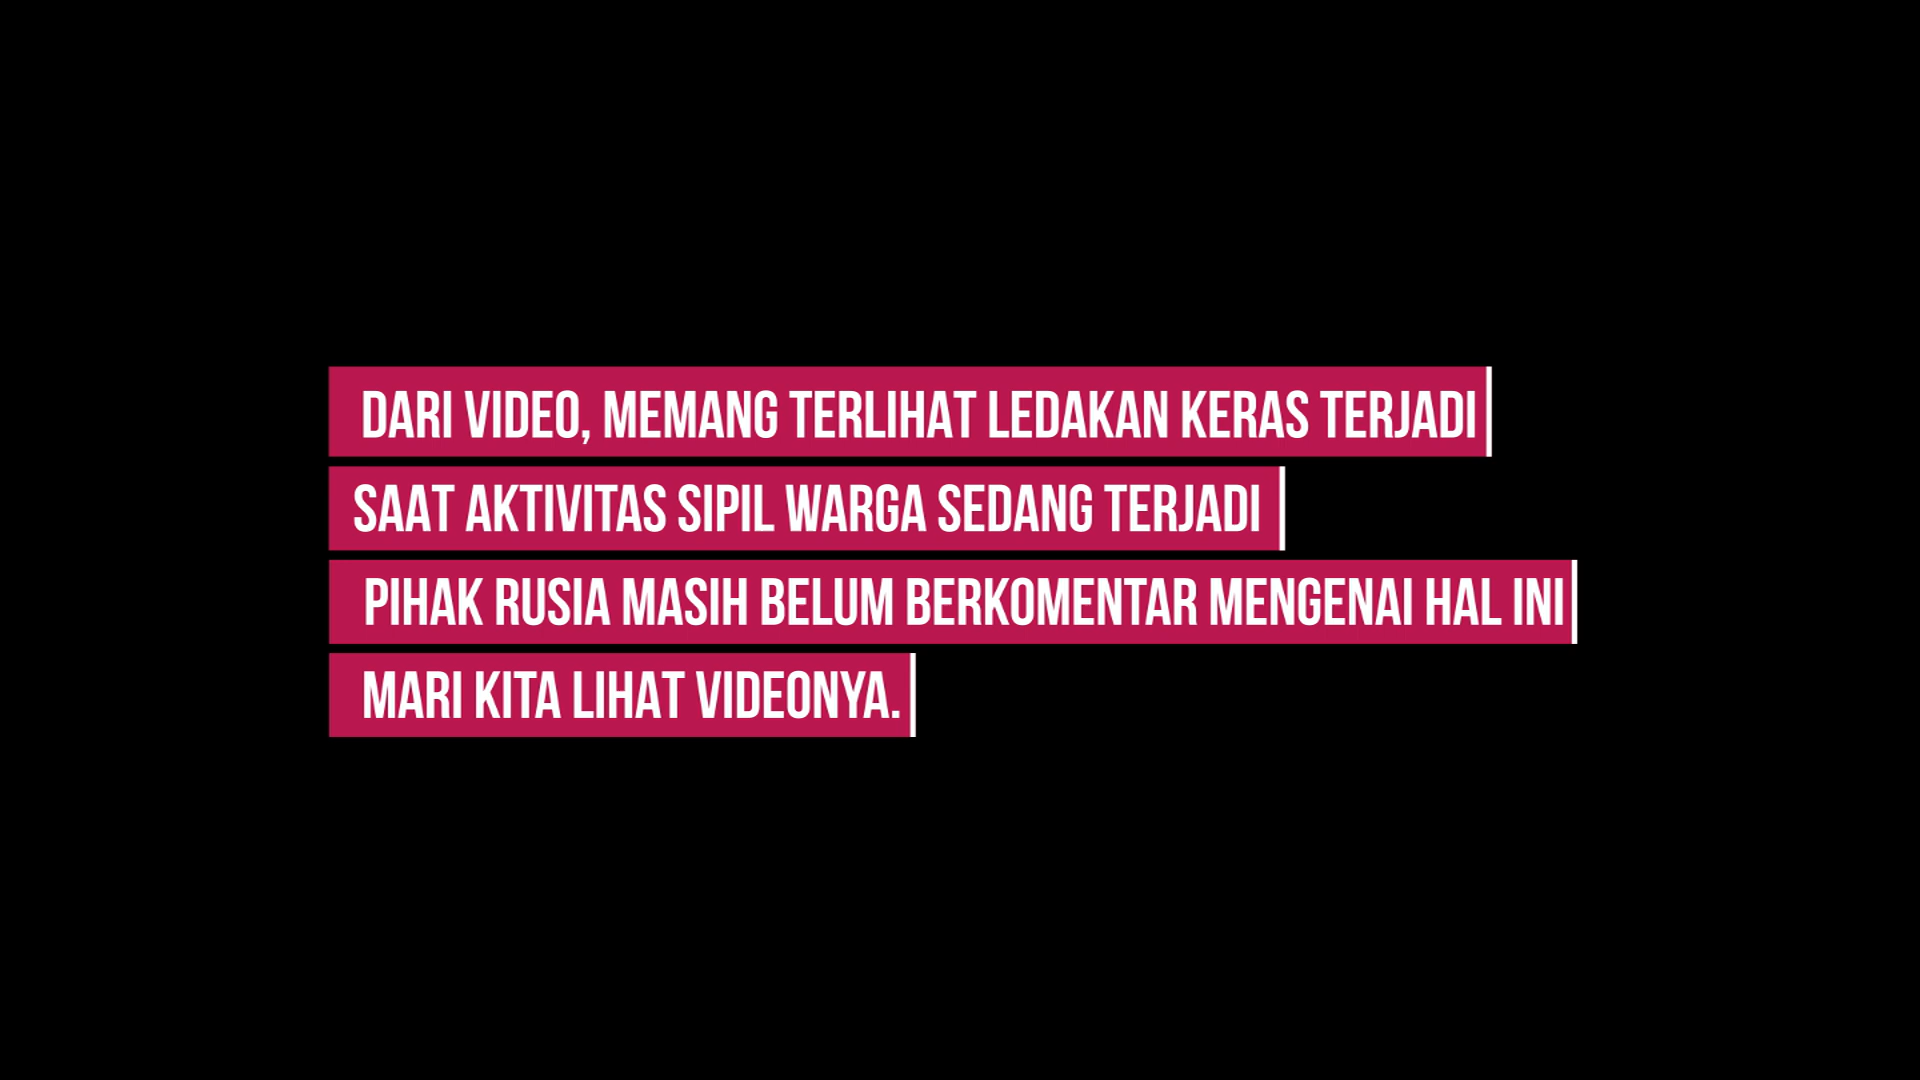 DARI VIDEO, MEMANG TERLIHAT LEDAKAN KERAS TERJADI
SAAT AKTIVITAS SIPIL WARGA SEDANG TERJADI
PIHAK RUSIA MASIH BELUM BERKOMENTAR MENGENAI HAL INI
MARI KITA LIHAT VIDEONYA.